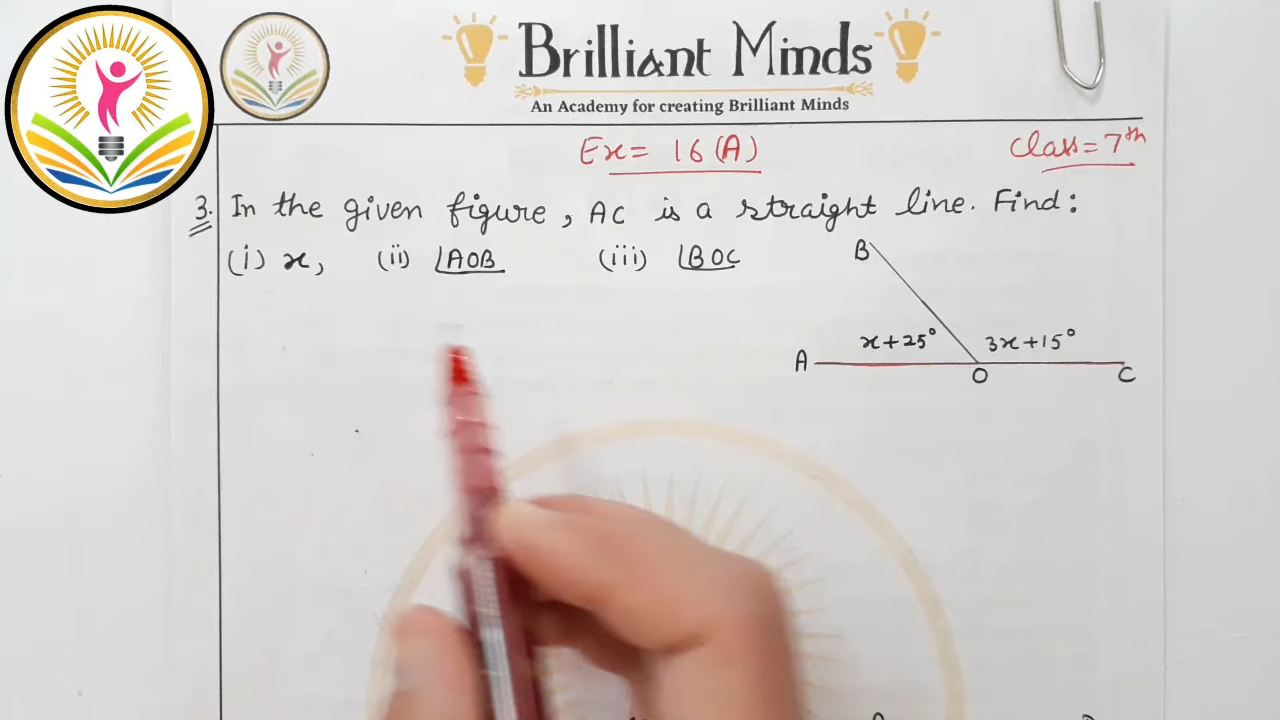 Brilliant Minds
An Academy for creating Brilliant Minds
Ex = 16 (A)
Class = 7th
3. In the given figure, AC is a straight line. Find:
(i) x, (ii) ∠AOB (iii) ∠BOC
B
x+25° 3x+15°
A O C